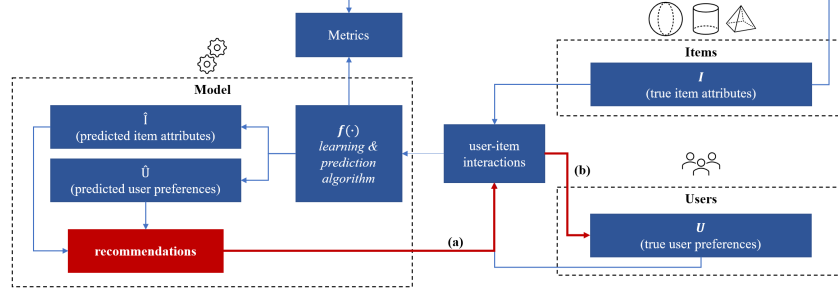 Metrics
Items
I
(true item attributes)
Model
Î
(predicted item attributes)
f(·)
learning &
prediction
algorithm
user-item
interactions
(b)
Û
(predicted user preferences)
Users
U
(true user preferences)
recommendations
(a)